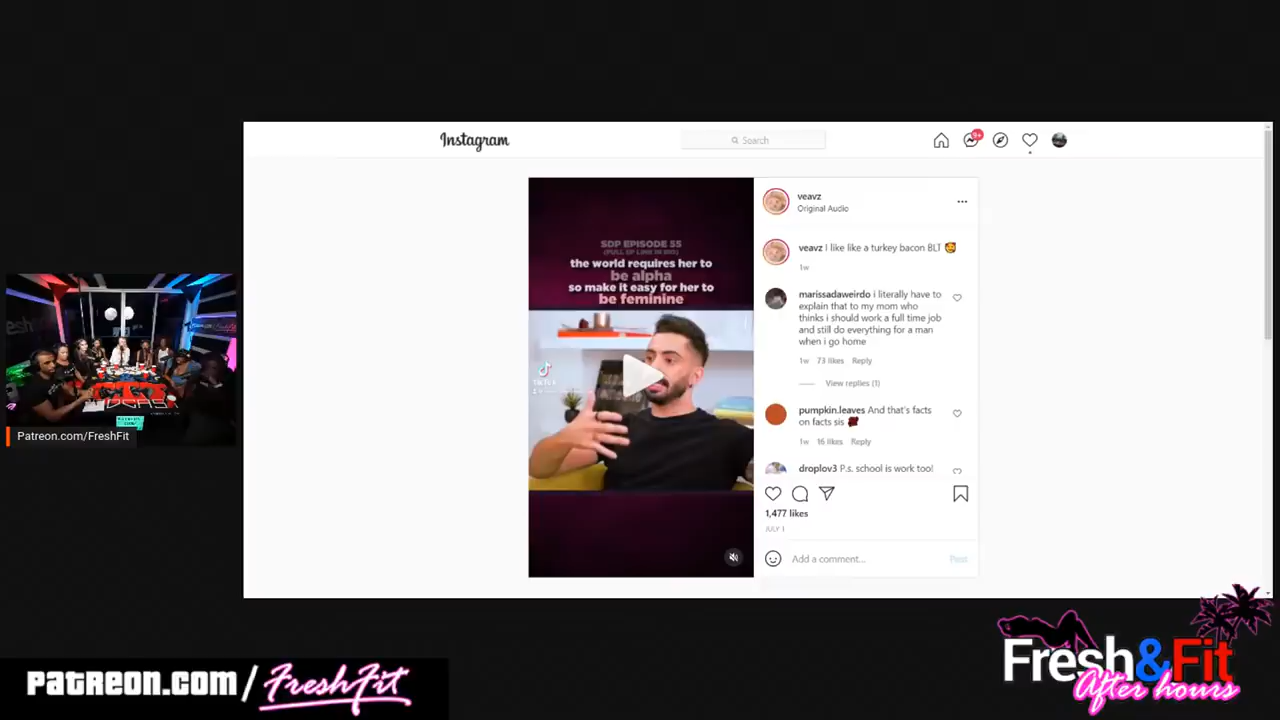 Instagram
Search
9+
veavz
Original Audio
SDP EPISODE 55
the world requires her to
be alpha
so make it easy for her to
be feminine
TikTok
veavz I like like a turkey bacon BLT 🥰
1w
marissadaweirdo i literally have to
explain that to my mom who
thinks i should work a full time job
and still do everything for a man
when i go home
1w 73 likes Reply
View replies (1)
pumpkin.leaves And that's facts
on facts sis
1w 16 likes Reply
droplov3 P.s. school is work too!
1,477 likes
JULY 1
Add a comment...
Post
Patreon.com/FreshFit
Patreon.com/FreshFit
Fresh&Fit
After hours